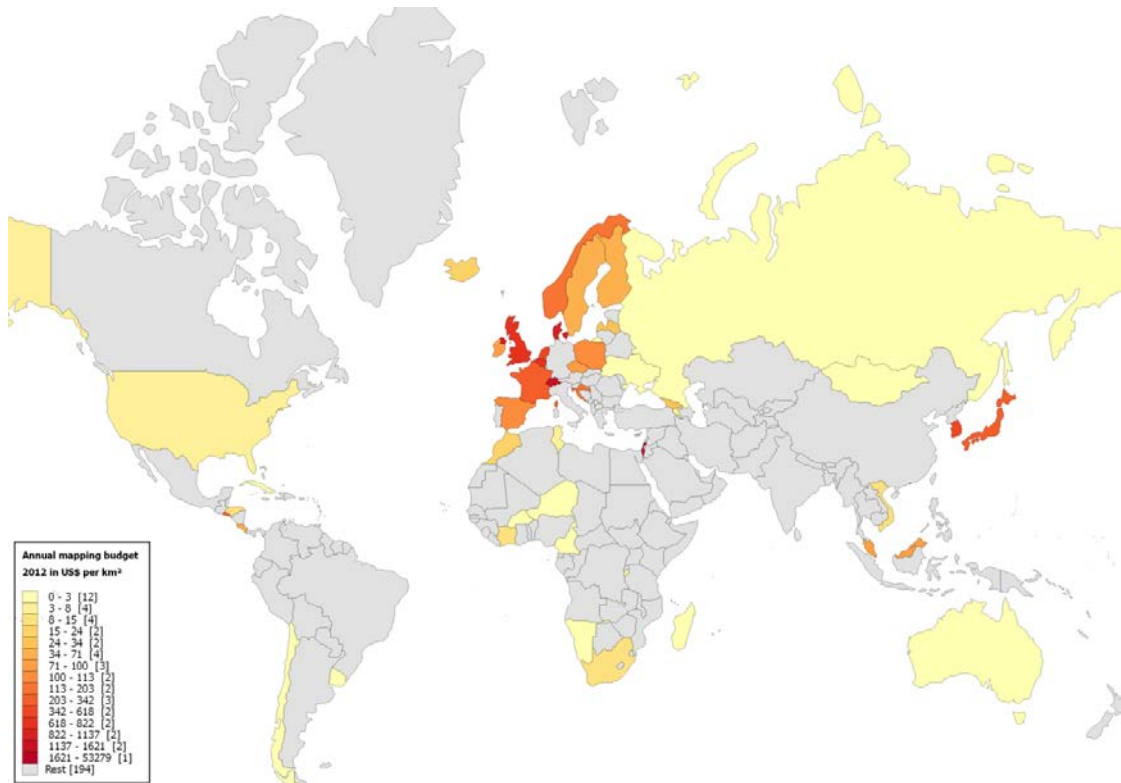 Annual mapping budget
2012 in US$ per km²
0 - 3 [12]
3 - 8 [4]
8 - 15 [4]
15 - 24 [2]
24 - 34 [2]
34 - 71 [4]
71 - 100 [3]
100 - 113 [2]
113 - 203 [2]
203 - 342 [3]
342 - 618 [2]
618 - 822 [2]
822 - 1137 [2]
1137 - 1621 [2]
1621 - 53279 [1]
Rest [194]